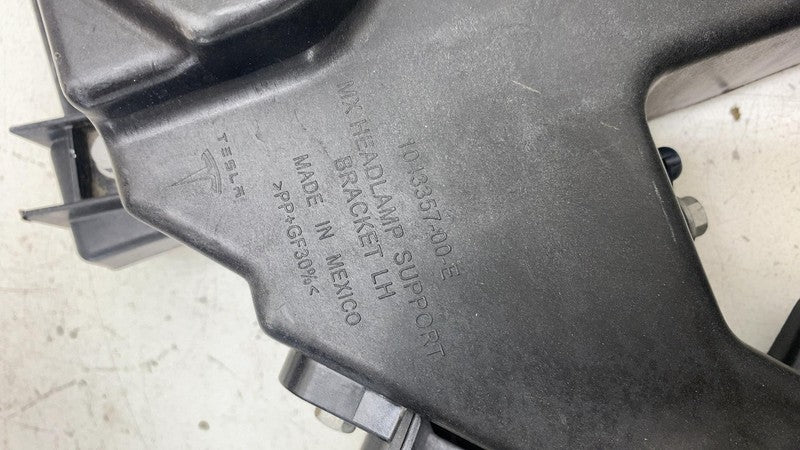 1043357-00-E
MX HEADLAMP SUPPORT
BRACKET LH
MADE IN MEXICO
>PP+GF30%<
TESLA